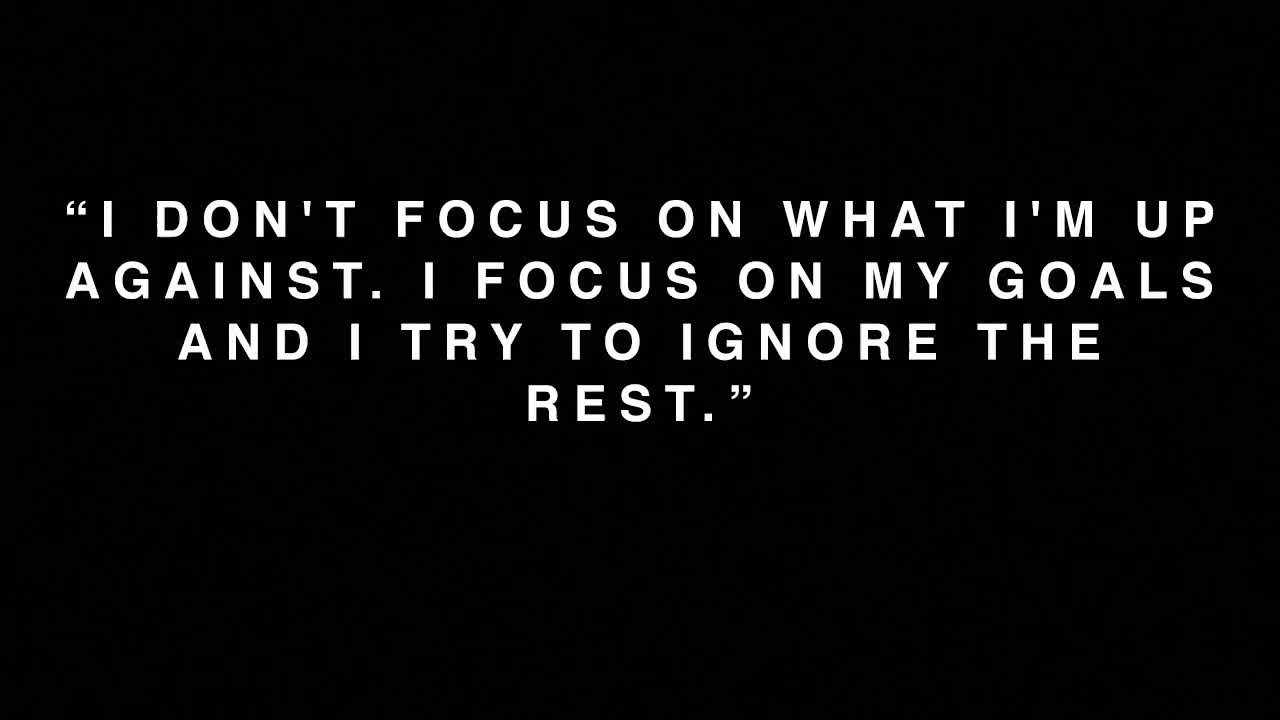 “I DON'T FOCUS ON WHAT I'M UP
AGAINST. I FOCUS ON MY GOALS
AND I TRY TO IGNORE THE
REST.”